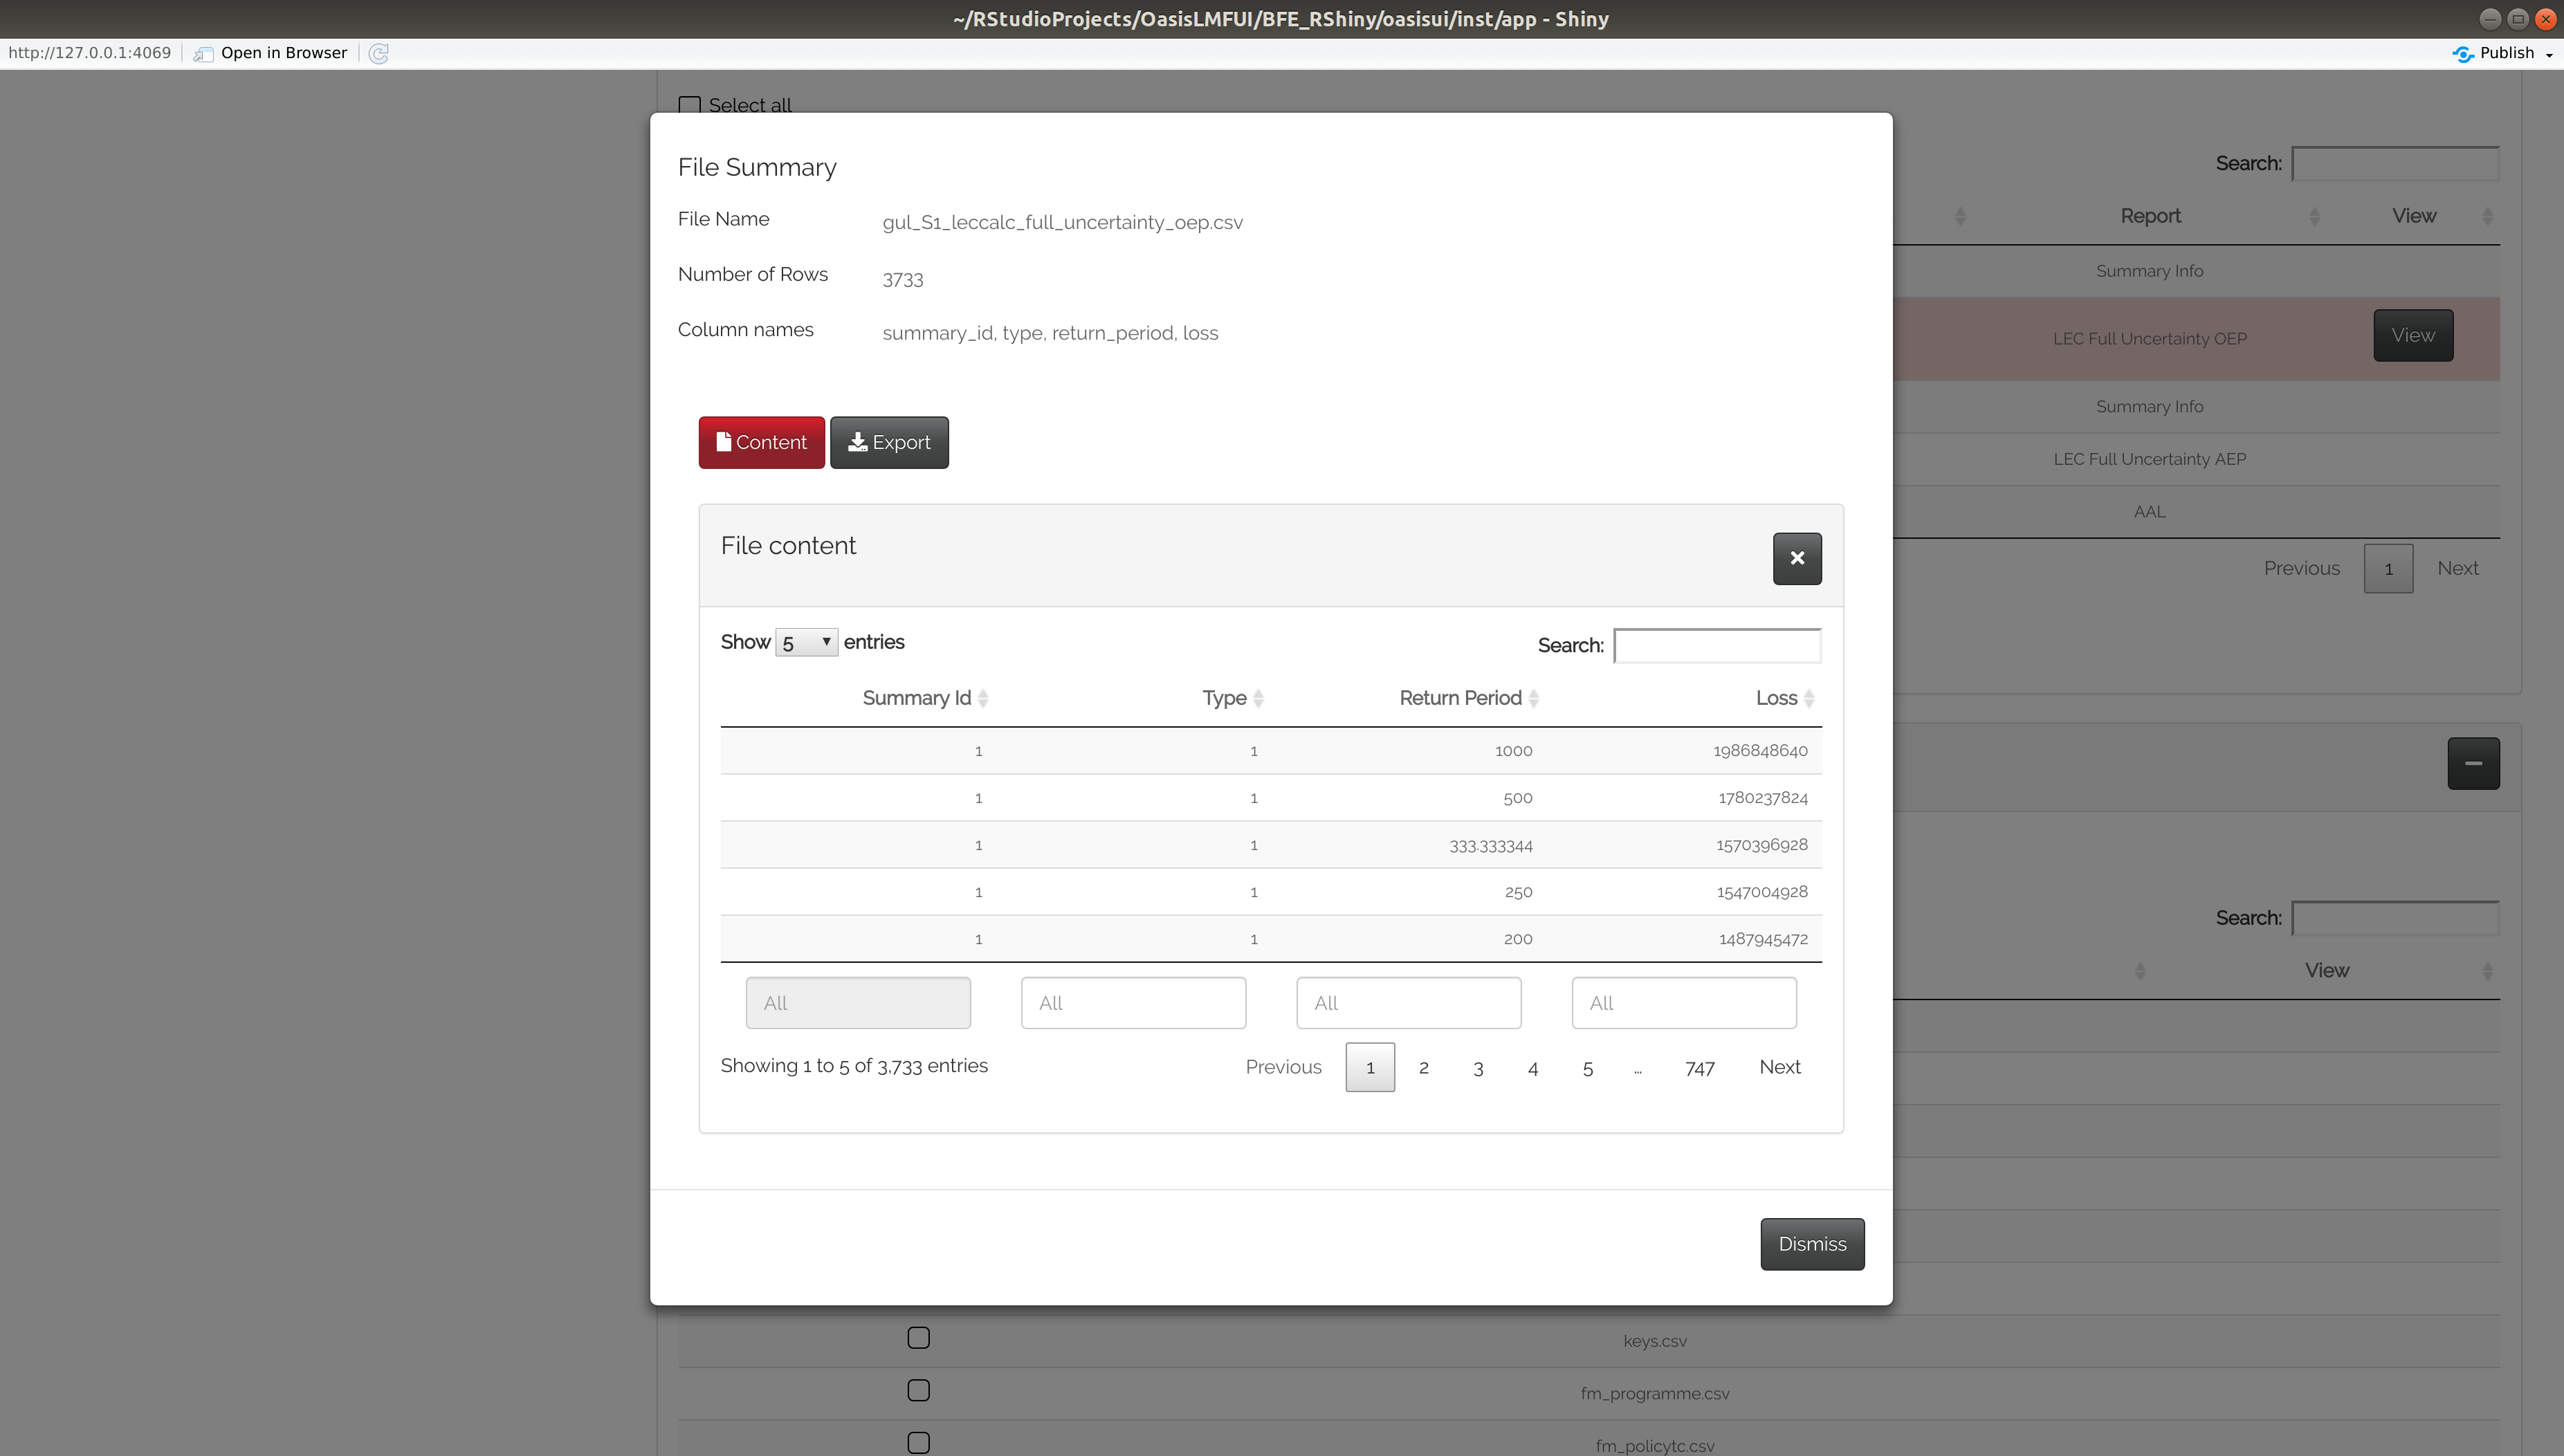 ~/RStudioProjects/OasisLMFUI/BFE_RShiny/oasisui/inst/app - Shiny
http://127.0.0.1:4069 Open in Browser Publish
Select all
File Summary
File Name gul_S1_leccalc_full_uncertainty_oep.csv
Number of Rows 3733
Column names summary_id, type, return_period, loss
Content Export
File content
Show 5 entries Search:
Summary Id Type Return Period Loss
1 1 1000 1986848640
1 1 500 1780237824
1 1 333.333344 1570396928
1 1 250 1547004928
1 1 200 1487945472
All All All All
Showing 1 to 5 of 3,733 entries Previous 1 2 3 4 5 ... 747 Next
Dismiss
Search:
Report View
Summary Info
LEC Full Uncertainty OEP View
Summary Info
LEC Full Uncertainty AEP
AAL
Previous 1 Next
Search:
View
keys.csv
fm_programme.csv
fm_policytc.csv